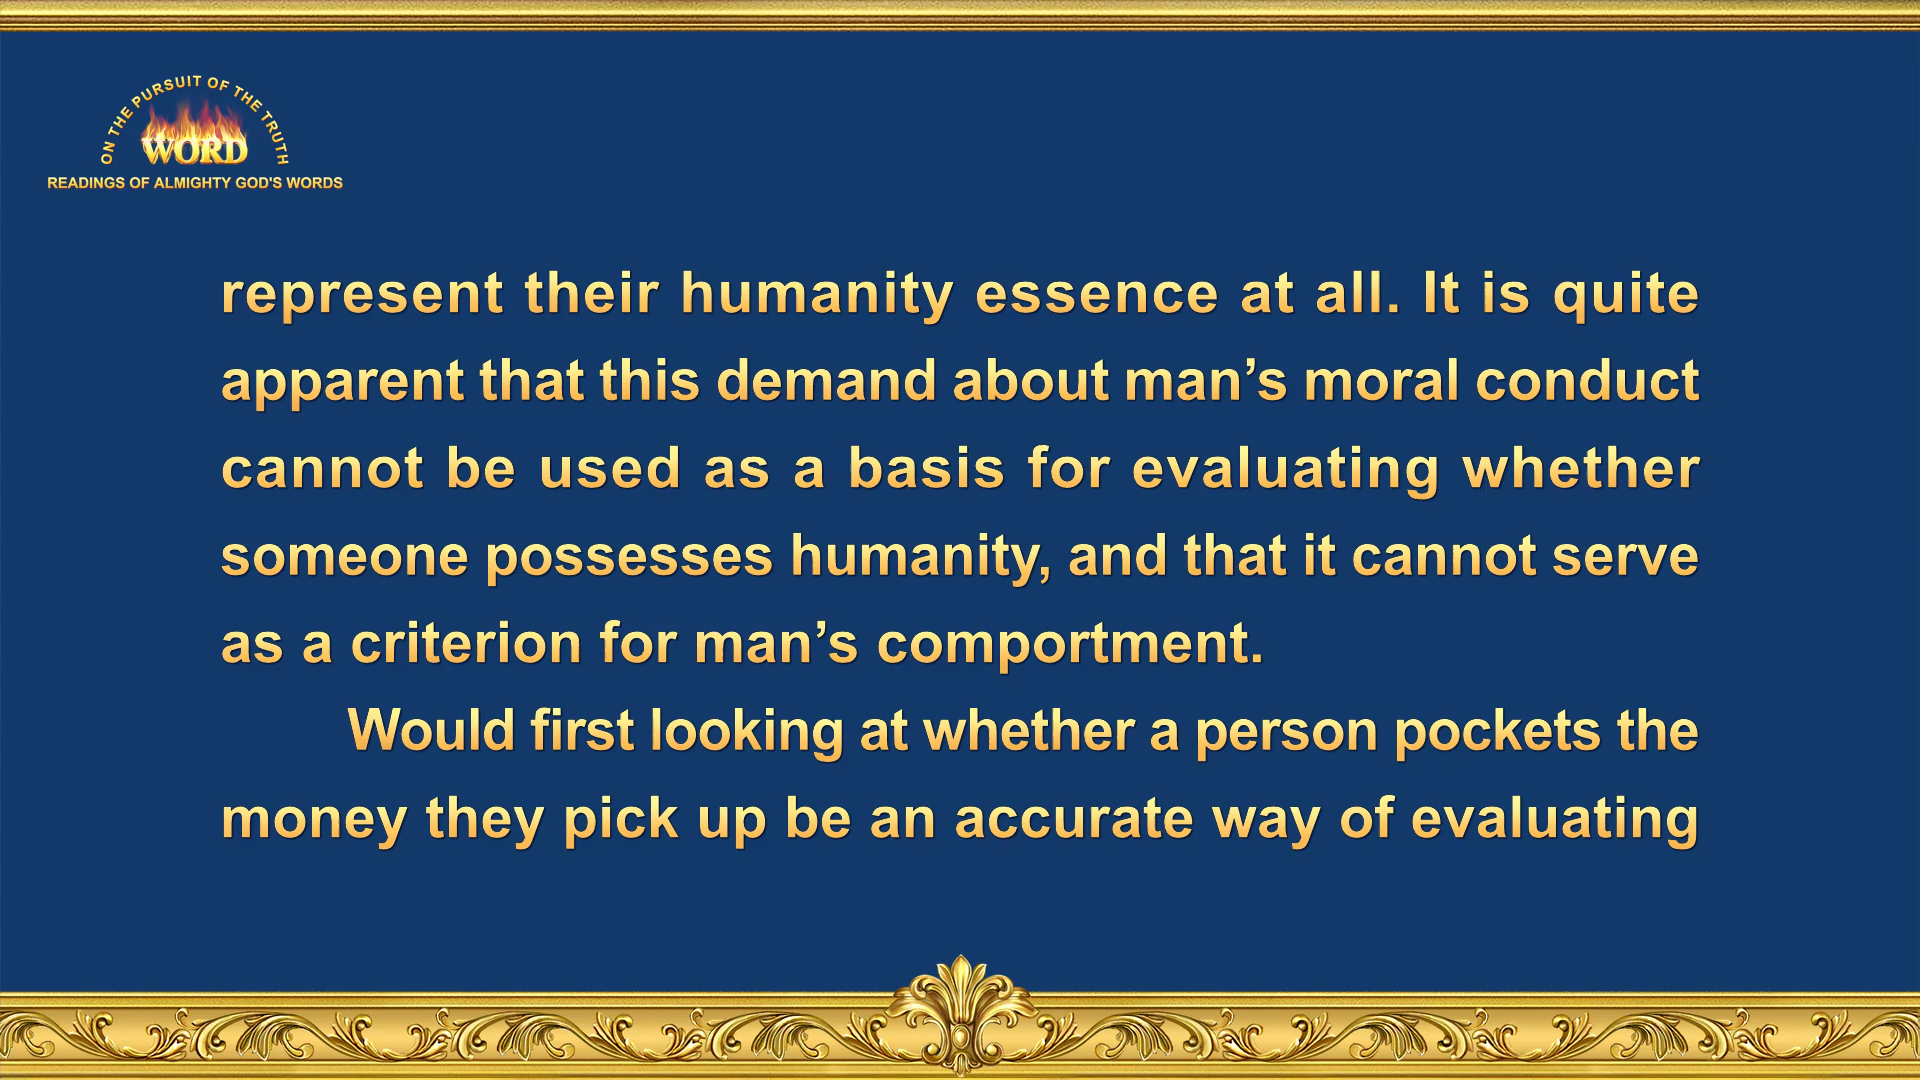 ON THE PURSUIT OF THE TRUTH
WORD
READINGS OF ALMIGHTY GOD'S WORDS
represent their humanity essence at all. It is quite
apparent that this demand about man’s moral conduct
cannot be used as a basis for evaluating whether
someone possesses humanity, and that it cannot serve
as a criterion for man’s comportment.
Would first looking at whether a person pockets the
money they pick up be an accurate way of evaluating